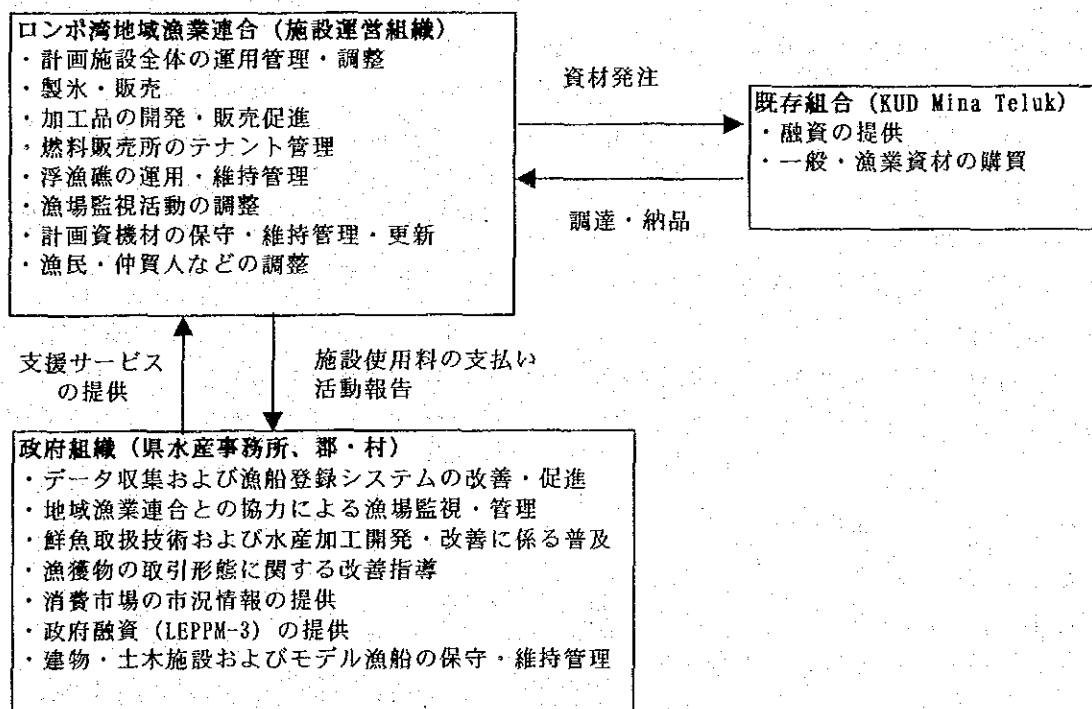 ロンボ湾地域漁業連合(施設運営組織)
・計画施設全体の運用管理・調整
・製氷・販売
・加工品の開発・販売促進
・燃料販売所のテナント管理
・浮漁礁の運用・維持管理
・漁場監視活動の調整
・計画資機材の保守・維持管理・更新
・漁民・仲買人などの調整
資材発注
調達・納品
既存組合(KUD Mina Teluk)
・融資の提供
・一般・漁業資材の購買
支援サービス
の提供
施設使用料の支払い
活動報告
政府組織(県水産事務所、郡・村)
・データ収集および漁船登録システムの改善・促進
・地域漁業連合との協力による漁場監視・管理
・鮮魚取扱技術および水産加工開発・改善に係る普及
・漁獲物の取引形態に関する改善指導
・消費市場の市況情報の提供
・政府融資(LEPPM-3)の提供
・建物・土木施設およびモデル漁船の保守・維持管理